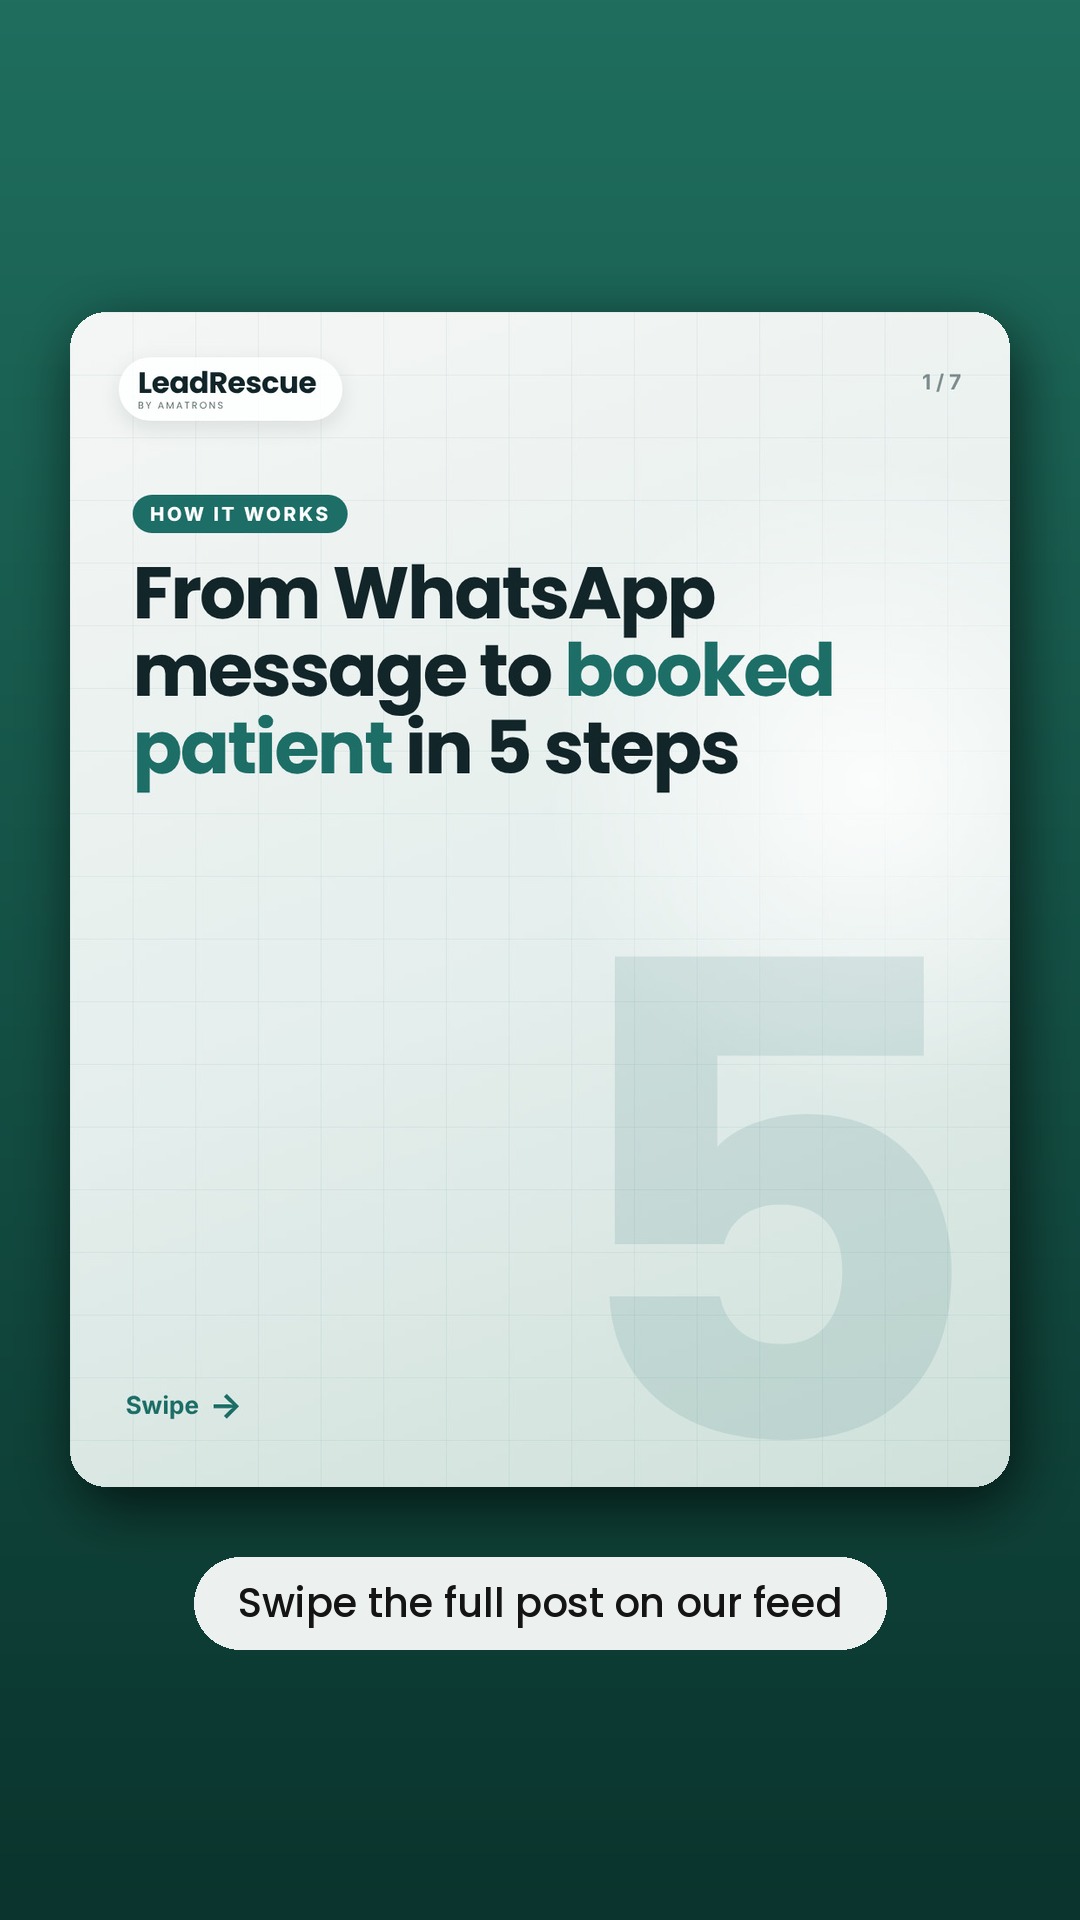 LeadRescue
BY AMATRONS
1 / 7
HOW IT WORKS
From WhatsApp
message to booked
patient in 5 steps
5
Swipe →
Swipe the full post on our feed